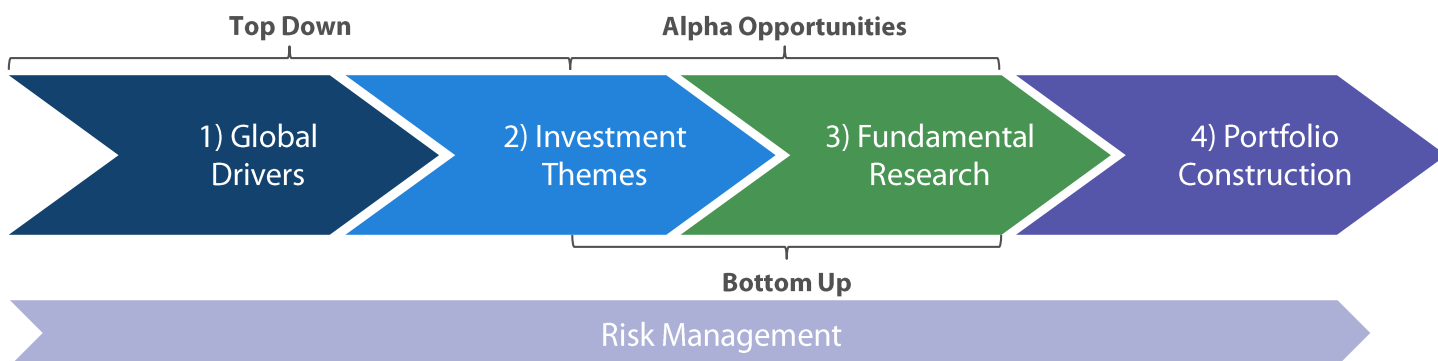 Top Down
Alpha Opportunities
1) Global
Drivers
2) Investment
Themes
3) Fundamental
Research
4) Portfolio
Construction
Bottom Up
Risk Management